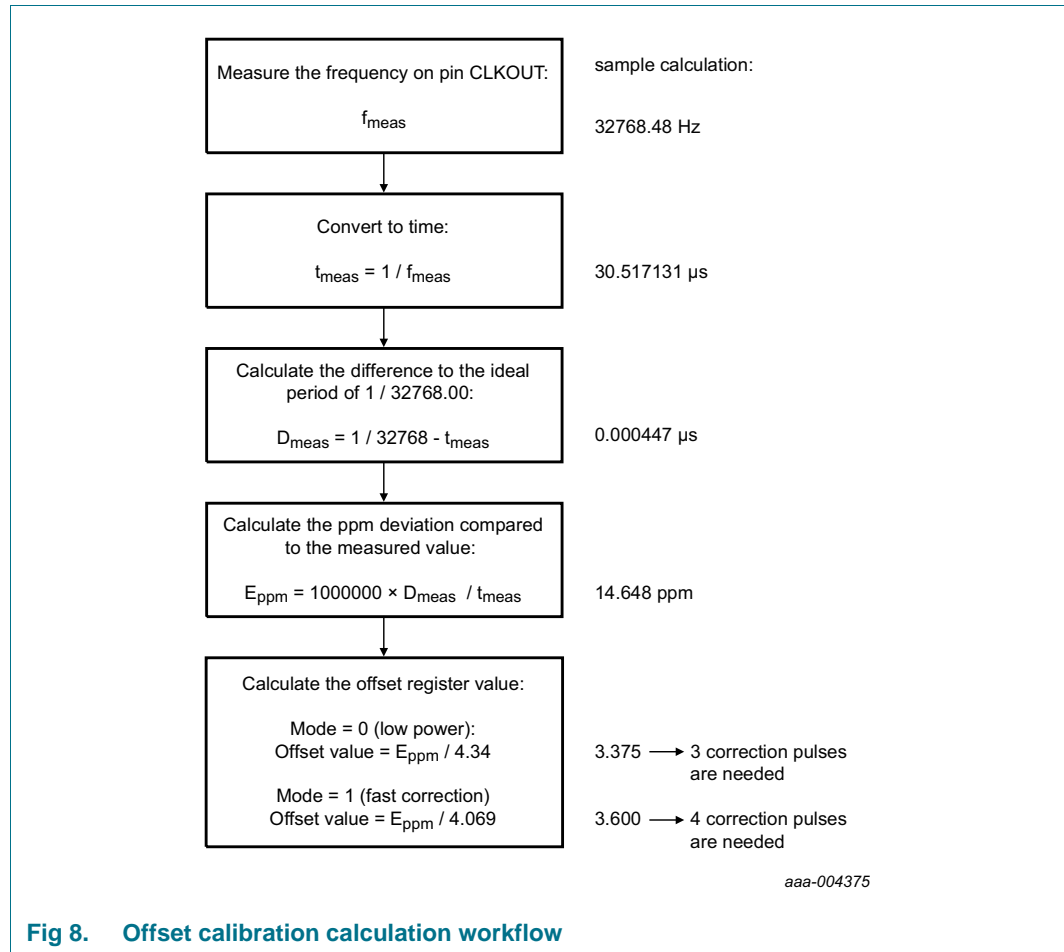 Measure the frequency on pin CLKOUT:
fmeas
sample calculation:
32768.48 Hz
Convert to time:
tmeas = 1 / fmeas
30.517131 µs
Calculate the difference to the ideal
period of 1 / 32768.00:
Dmeas = 1 / 32768 - tmeas
0.000447 µs
Calculate the ppm deviation compared
to the measured value:
Eppm = 1000000 × Dmeas / tmeas
14.648 ppm
Calculate the offset register value:
Mode = 0 (low power):
Offset value = Eppm / 4.34
3.375 → 3 correction pulses
are needed
Mode = 1 (fast correction)
Offset value = Eppm / 4.069
3.600 → 4 correction pulses
are needed
aaa-004375
Fig 8. Offset calibration calculation workflow